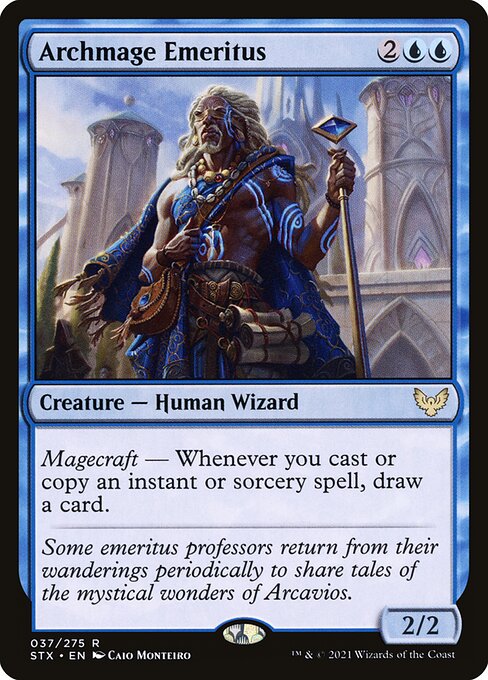 Archmage Emeritus 2
Creature — Human Wizard
Magecraft — Whenever you cast or
copy an instant or sorcery spell, draw
a card.
Some emeritus professors return from their
wanderings periodically to share tales of
the mystical wonders of Arcavios.
2/2
037/275 R
STX • EN Caio Monteiro
™ & © 2021 Wizards of the Coast